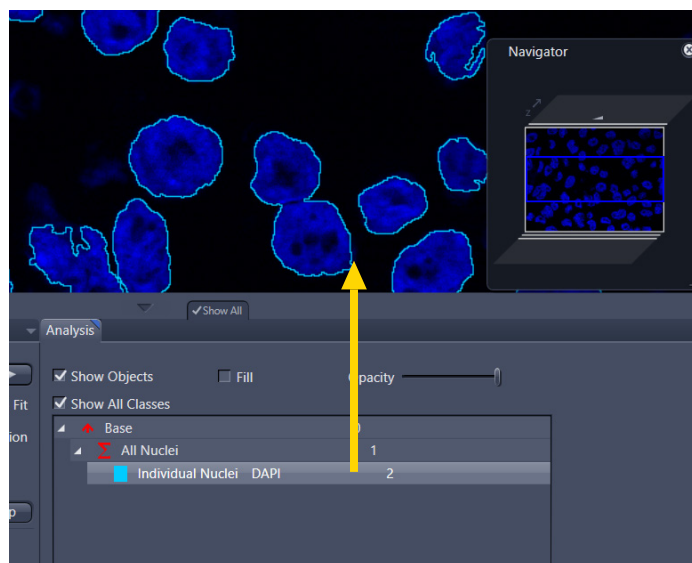 Navigator
z
✓Show All
Analysis
Show Objects Fill Opacity
Fit Show All Classes
Base 0
ion
All Nuclei 1
Individual Nuclei DAPI 2
p